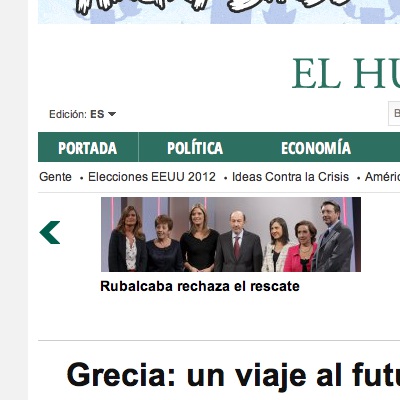 EL HU
Edición: ES
B
PORTADA POLÍTICA ECONOMÍA
Gente • Elecciones EEUU 2012 • Ideas Contra la Crisis • Améric
Rubalcaba rechaza el rescate
Grecia: un viaje al futu